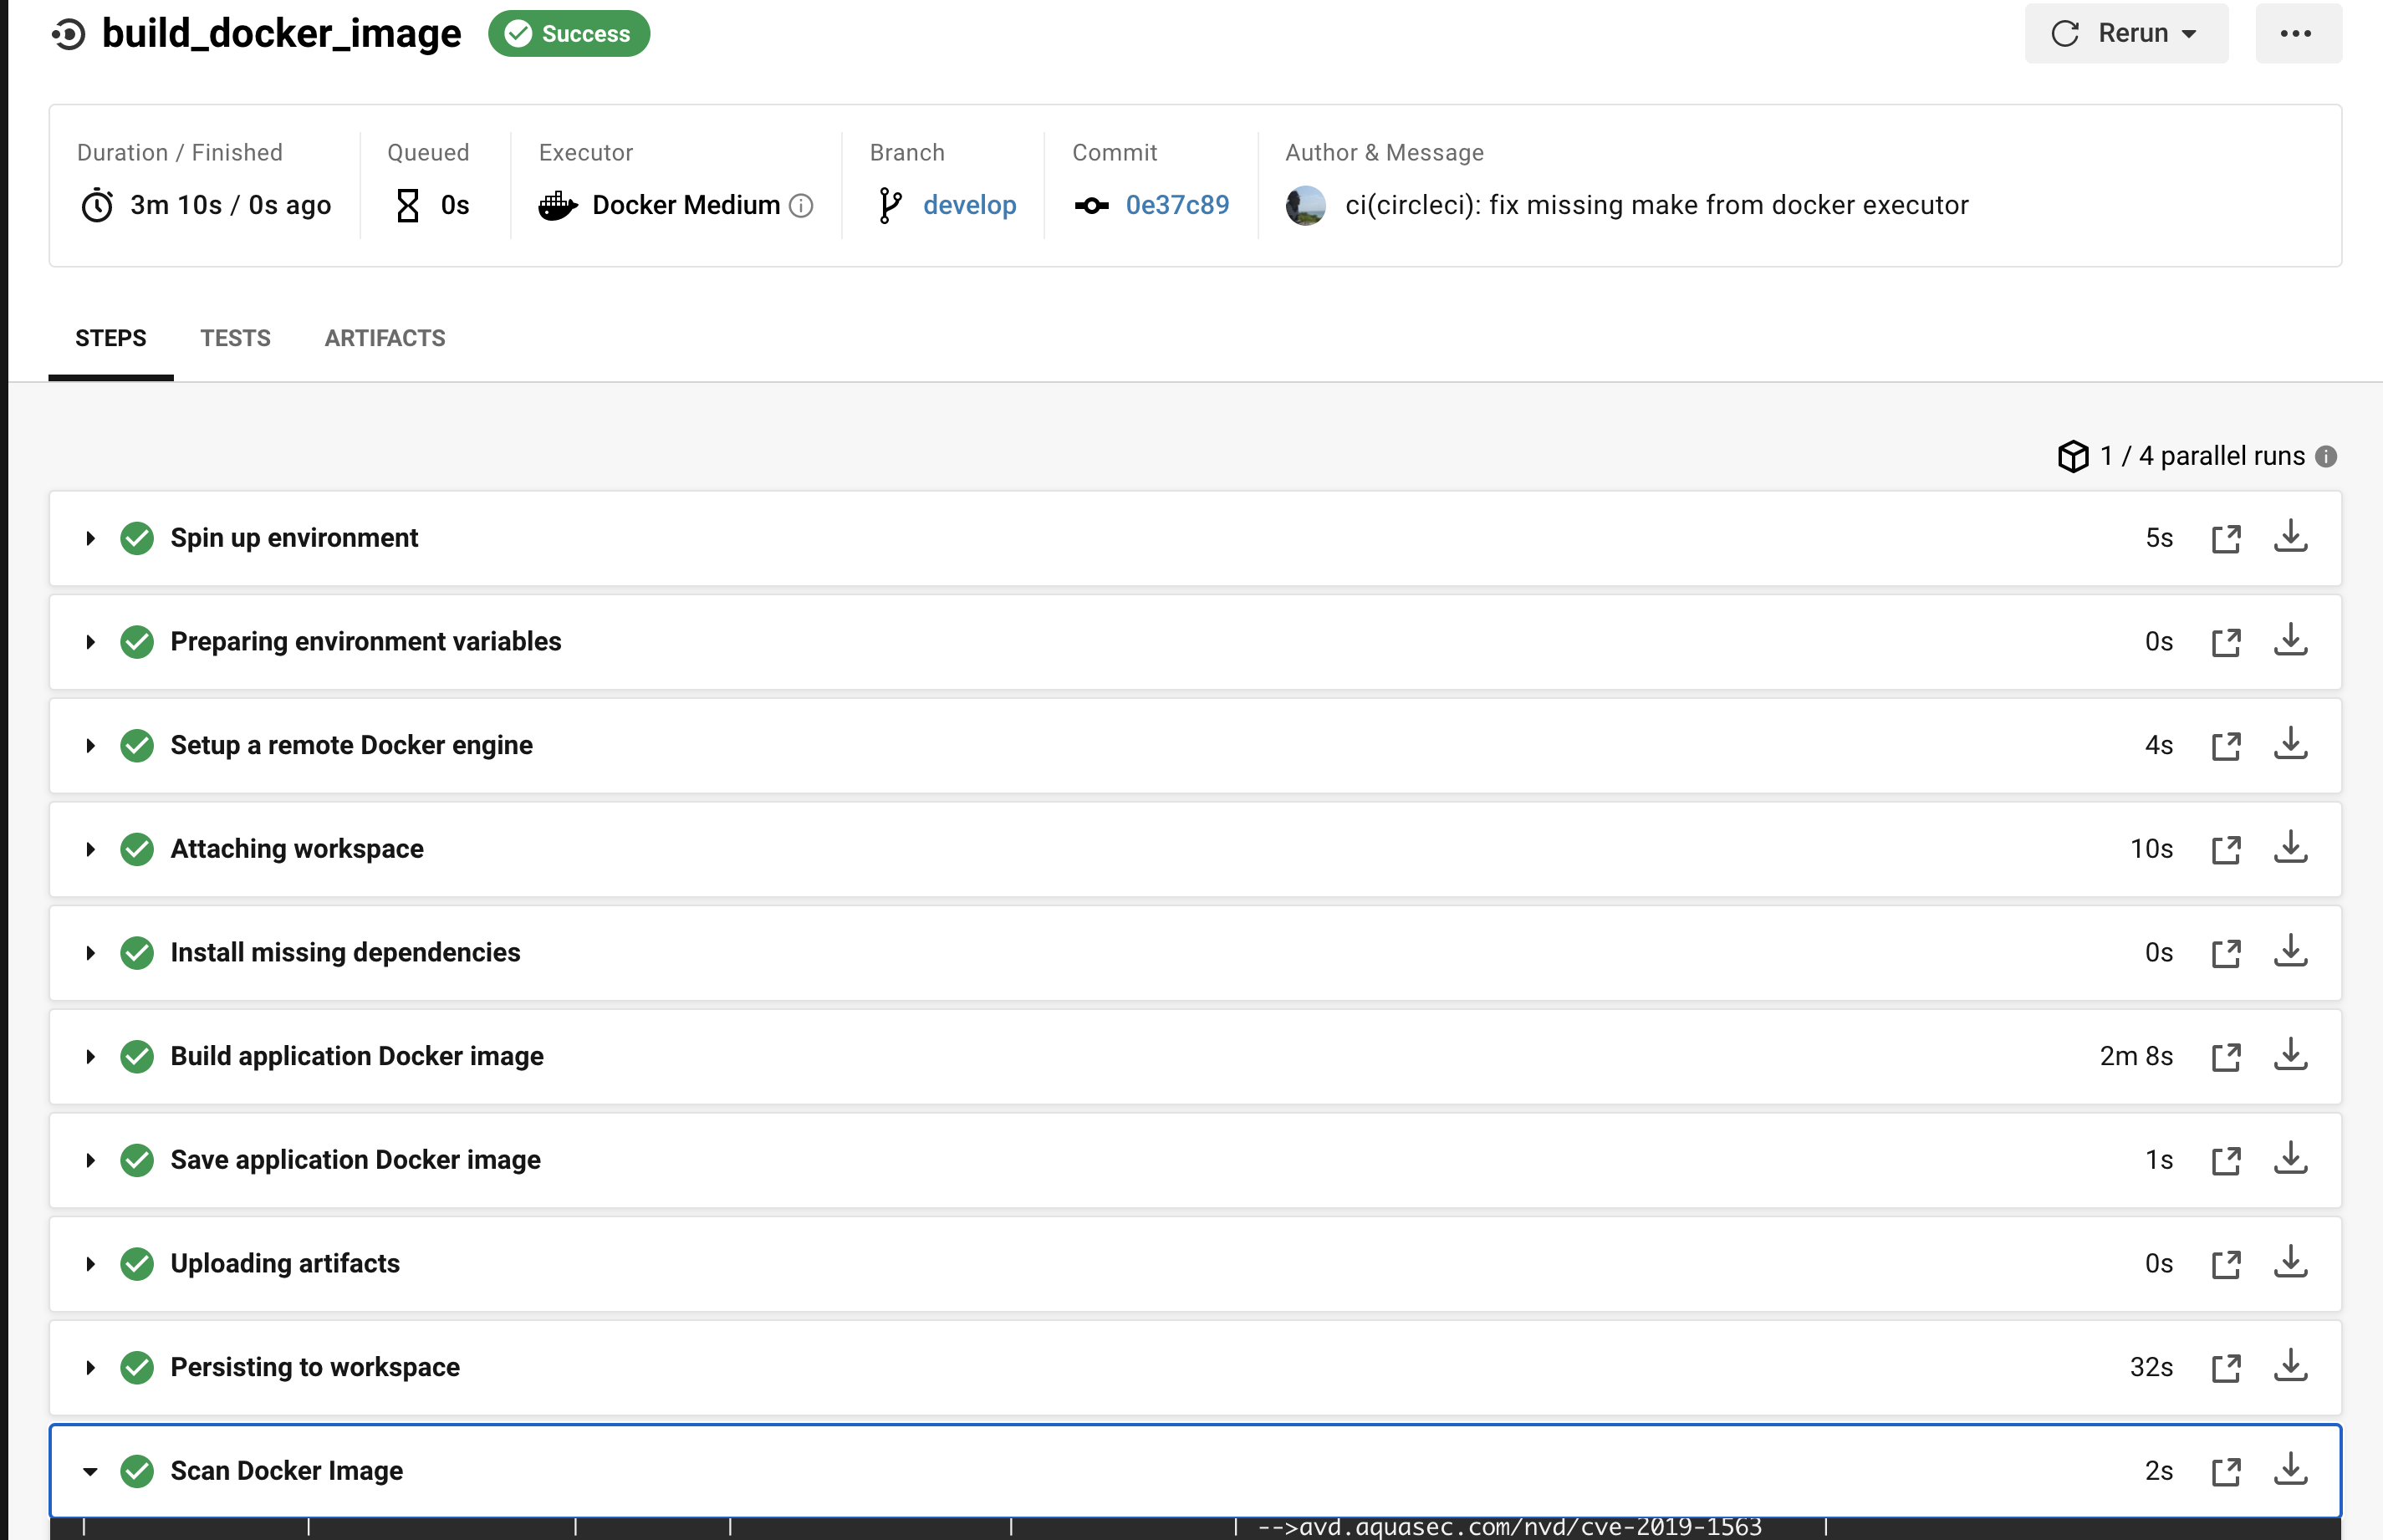 build_docker_image Success Rerun
Duration / Finished Queued Executor Branch Commit Author & Message
3m 10s / 0s ago 0s Docker Medium develop 0e37c89 ci(circleci): fix missing make from docker executor
STEPS TESTS ARTIFACTS
1 / 4 parallel runs
Spin up environment 5s
Preparing environment variables 0s
Setup a remote Docker engine 4s
Attaching workspace 10s
Install missing dependencies 0s
Build application Docker image 2m 8s
Save application Docker image 1s
Uploading artifacts 0s
Persisting to workspace 32s
Scan Docker Image 2s
| | | | | | -->avd.aquasec.com/nvd/cve-2019-1563 |